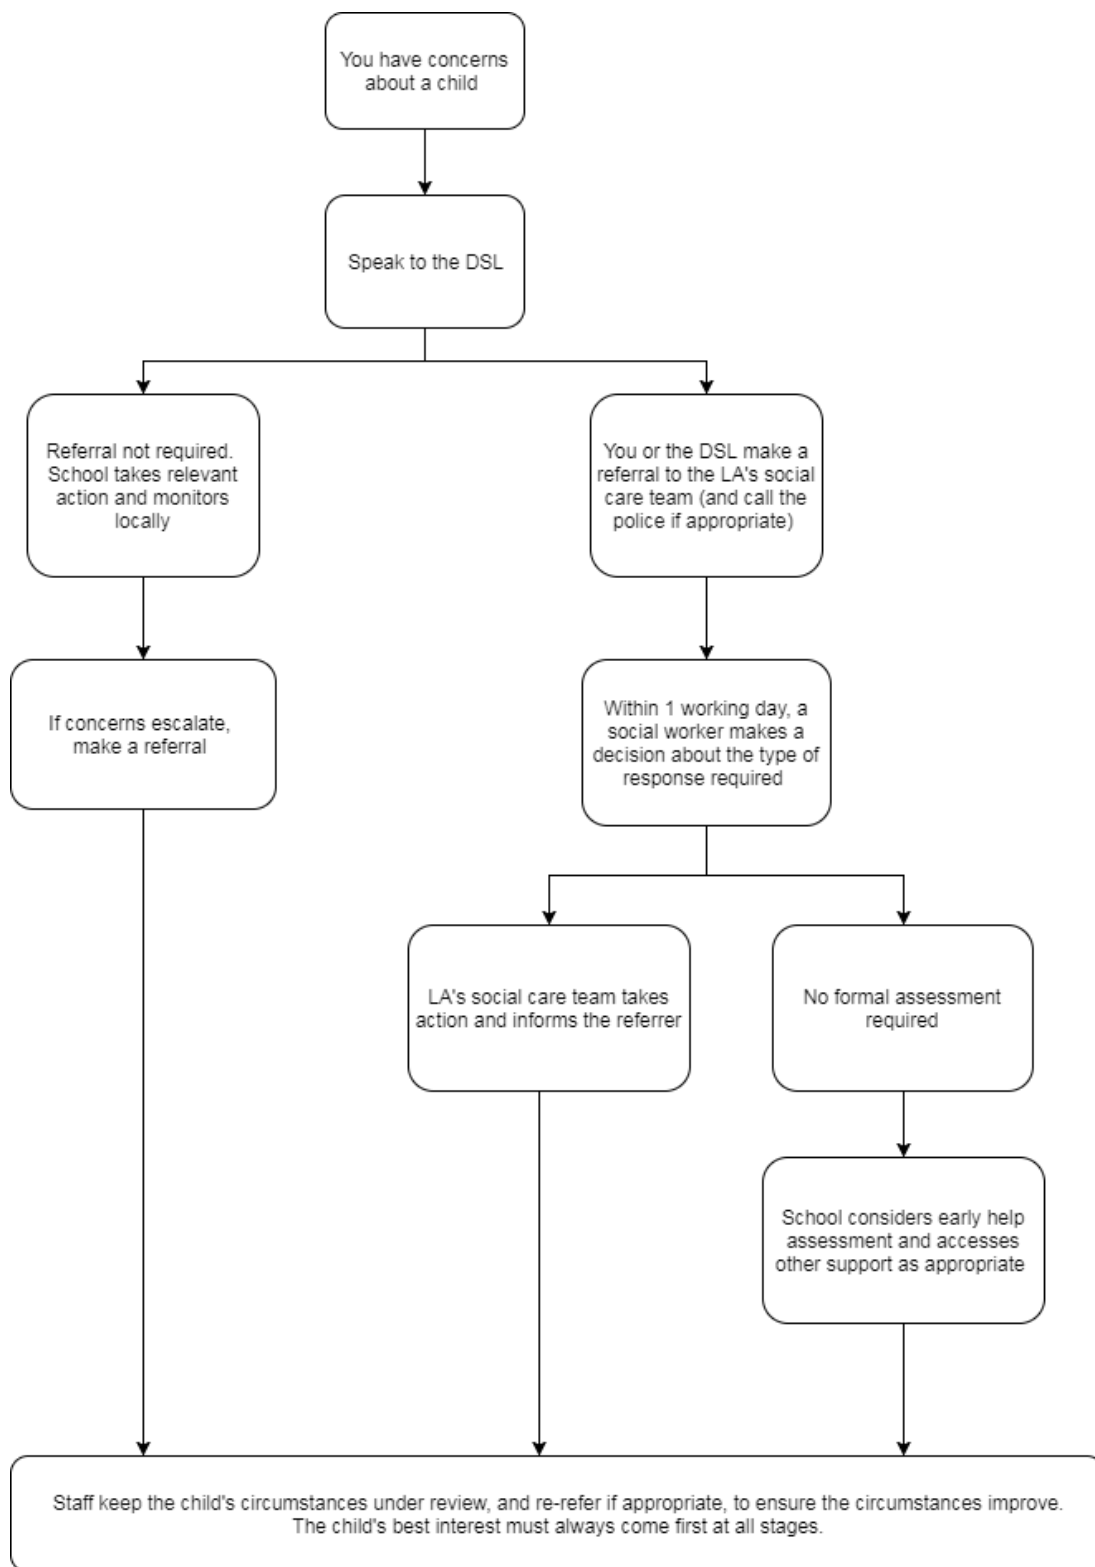 You have concerns
about a child
Speak to the DSL
Referral not required.
School takes relevant
action and monitors
locally
You or the DSL make a
referral to the LA's social
care team (and call the
police if appropriate)
If concerns escalate,
make a referral
Within 1 working day, a
social worker makes a
decision about the type of
response required
LA's social care team takes
action and informs the referrer
No formal assessment
required
School considers early help
assessment and accesses
other support as appropriate
Staff keep the child's circumstances under review, and re-refer if appropriate, to ensure the circumstances improve.
The child's best interest must always come first at all stages.